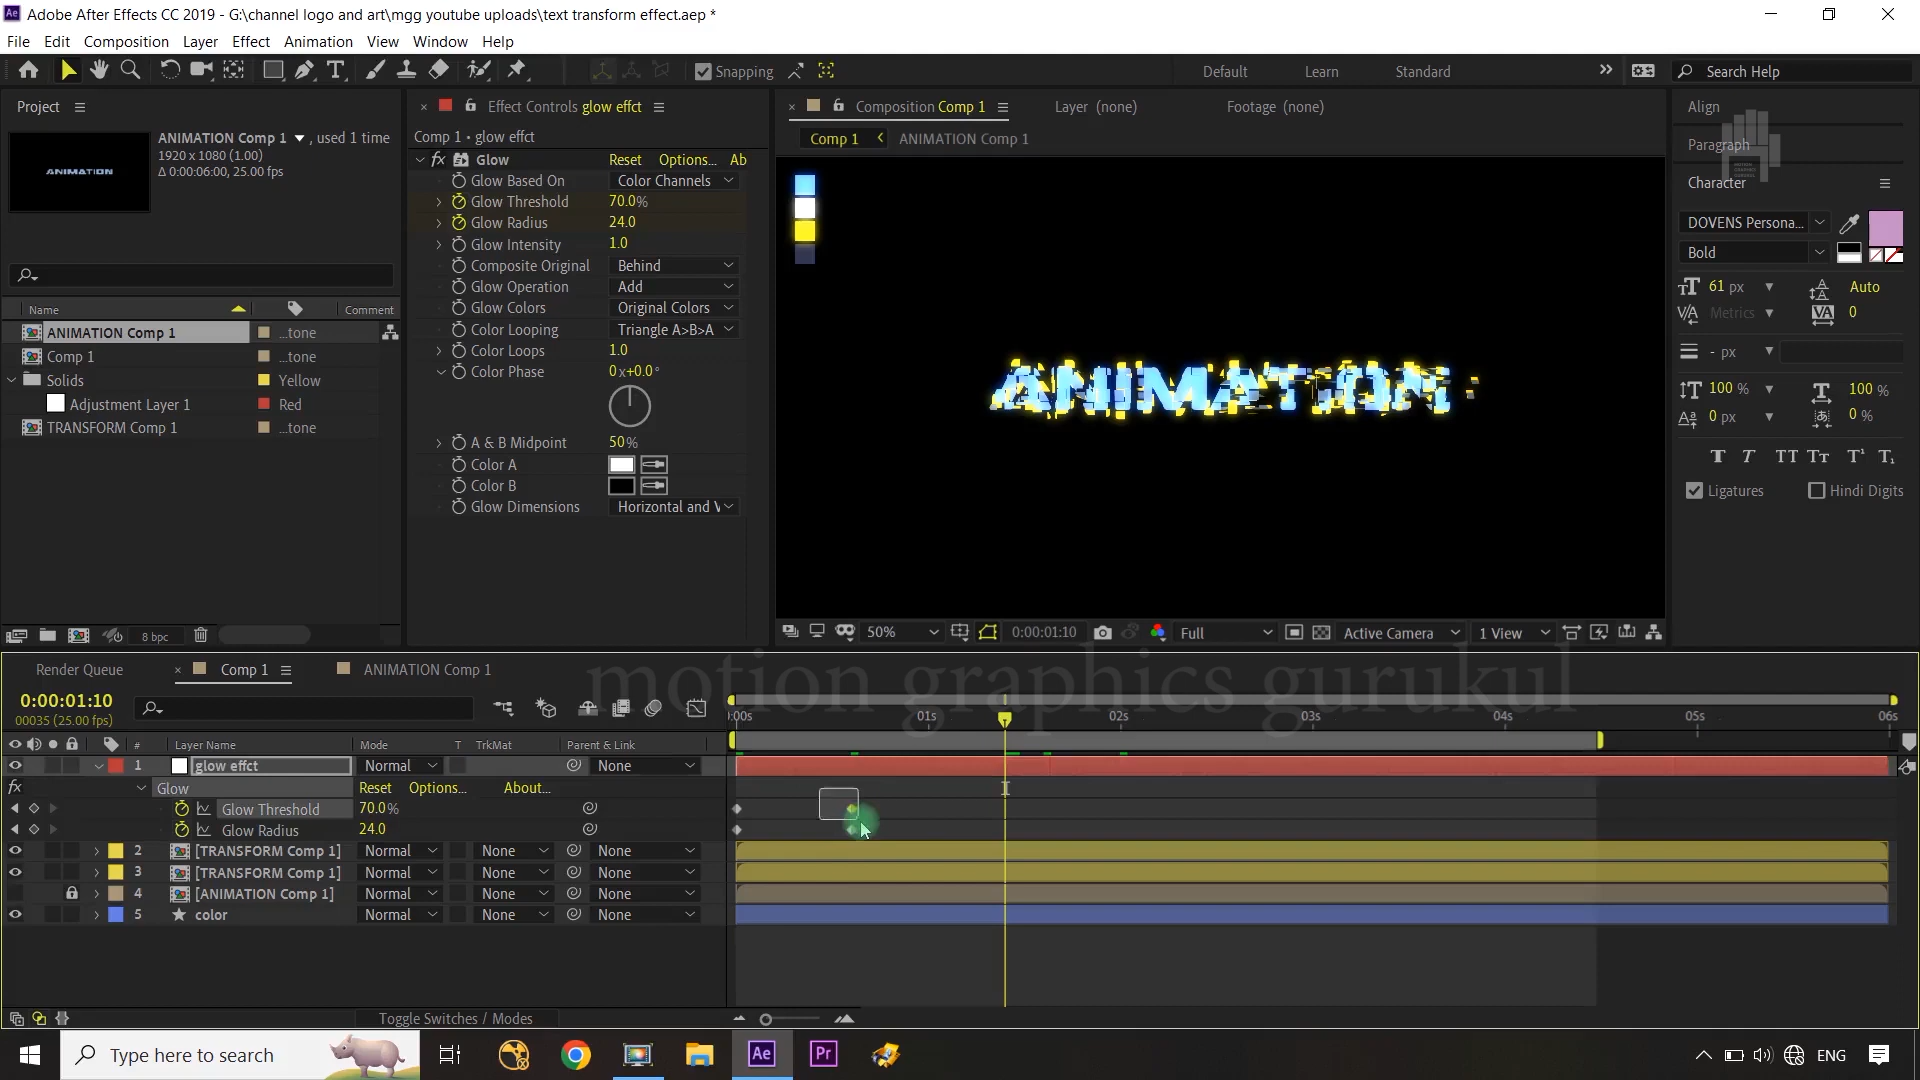 Adobe After Effects CC 2019 - G:\channel logo and art\mgg youtube uploads\text transform effect.aep *
File Edit Composition Layer Effect Animation View Window Help
Snapping
Default Learn Standard
Search Help
Project
ANIMATION Comp 1 , used 1 time
1920 x 1080 (1.00)
Δ 0:00:06:00, 25.00 fps
ANIMATION
Name Comment
ANIMATION Comp 1 ...tone
Comp 1 ...tone
Solids Yellow
Adjustment Layer 1 Red
TRANSFORM Comp 1 ...tone
8 bpc
Effect Controls glow effct
Comp 1 • glow effct
fx Glow Reset Options... Ab
Glow Based On Color Channels
Glow Threshold 70.0%
Glow Radius 24.0
Glow Intensity 1.0
Composite Original Behind
Glow Operation Add
Glow Colors Original Colors
Color Looping Triangle A>B>A
Color Loops 1.0
Color Phase 0x+0.0°
A & B Midpoint 50%
Color A
Color B
Glow Dimensions Horizontal and V
Composition Comp 1 Layer (none) Footage (none)
Comp 1 ANIMATION Comp 1
ANIMATION
50% 0:00:01:10 Full Active Camera 1 View
Align
Paragraph
Character
DOVENS Persona...
Bold
61 px Auto
Metrics 0
- px
100 % 100 %
0 px 0 %
Ligatures Hindi Digits
motion graphics gurukul
Render Queue Comp 1 ANIMATION Comp 1
0:00:01:10
00035 (25.00 fps)
:00s 01s 02s 03s 04s 05s 06s
# Layer Name Mode T TrkMat Parent & Link
1 glow effct Normal None
fx Glow Reset Options... About...
Glow Threshold 70.0%
Glow Radius 24.0
2 [TRANSFORM Comp 1] Normal None None
3 [TRANSFORM Comp 1] Normal None None
4 [ANIMATION Comp 1] Normal None None
5 color Normal None None
Toggle Switches / Modes
Type here to search
Ae
Pr
ENG